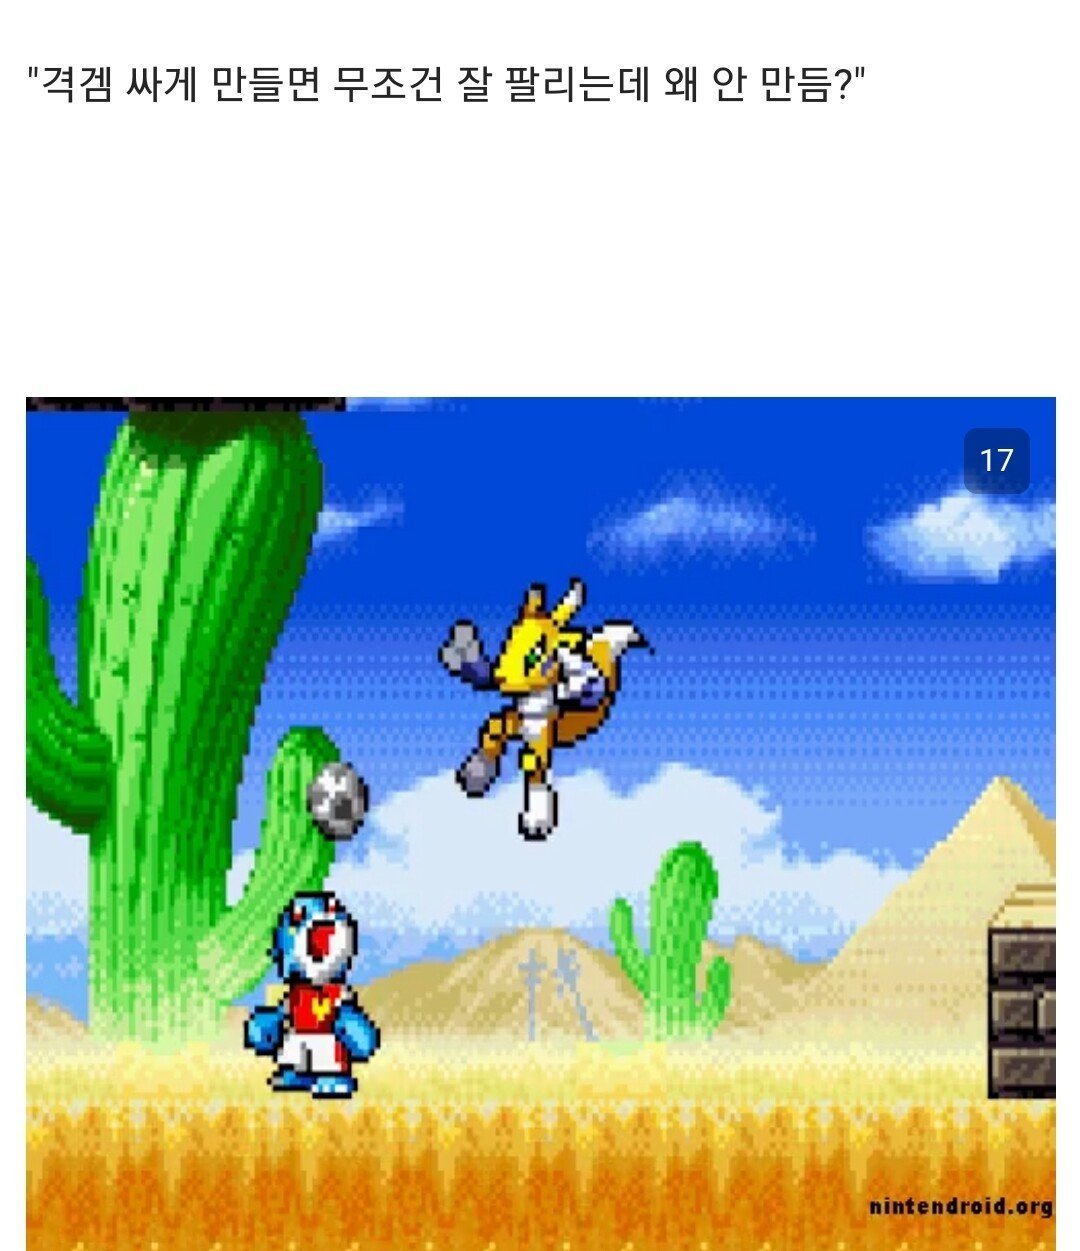 "격겜 싸게 만들면 무조건 잘 팔리는데 왜 안 만듬?"
17
nintendroid.org